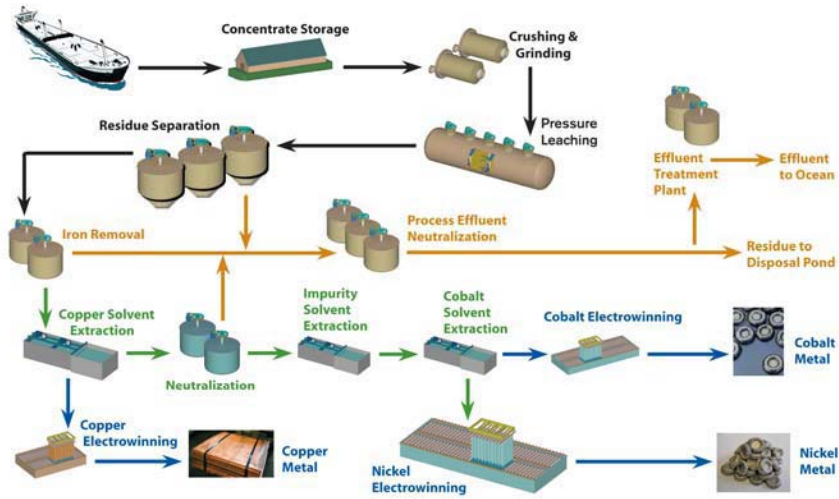 Concentrate Storage
Crushing &
Grinding
Residue Separation
Pressure
Leaching
Effluent
Treatment
Plant
Effluent
to Ocean
Iron Removal
Process Effluent
Neutralization
Residue to
Disposal Pond
Copper Solvent
Extraction
Neutralization
Impurity
Solvent
Extraction
Cobalt
Solvent
Extraction
Cobalt Electrowinning
Cobalt
Metal
Copper
Electrowinning
Copper
Metal
Nickel
Electrowinning
Nickel
Metal